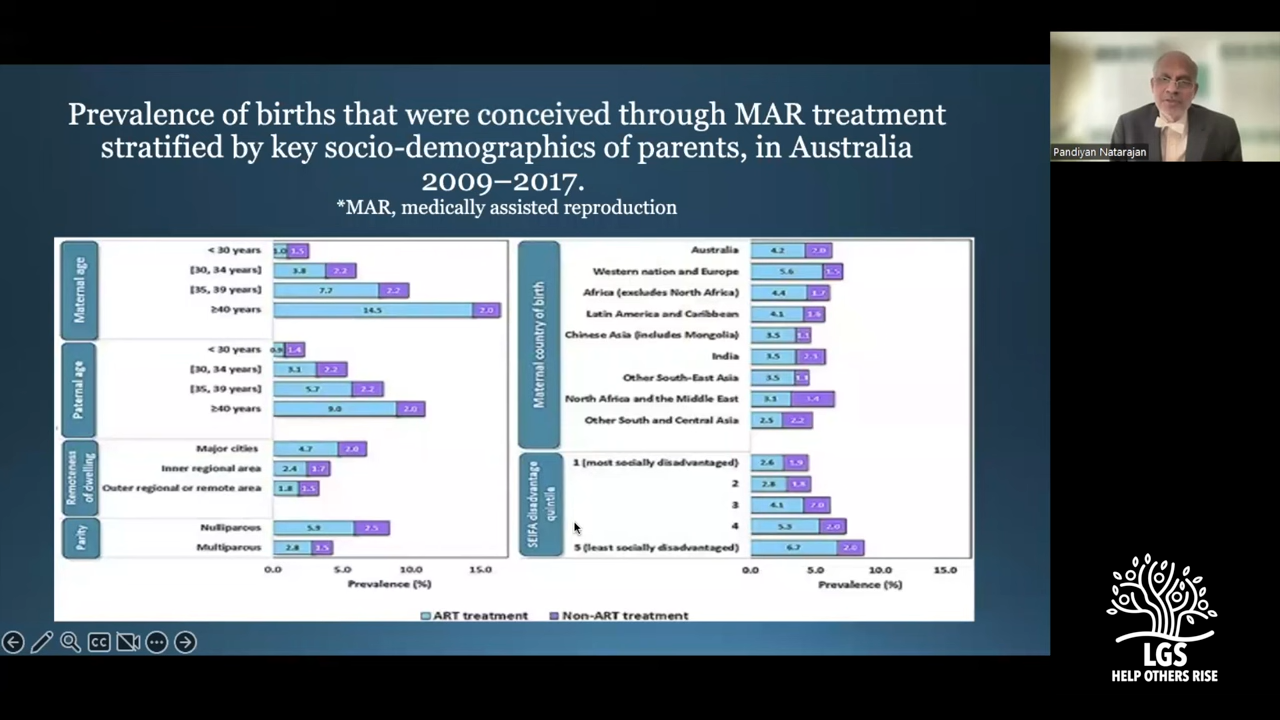 Prevalence of births that were conceived through MAR treatment
stratified by key socio-demographics of parents, in Australia
2009–2017.
*MAR, medically assisted reproduction
Pandiyan Natarajan
Maternal age
< 30 years 1.0 1.5
[30, 34 years] 3.8 2.2
[35, 39 years] 7.7 2.2
≥40 years 14.5 2.0
Paternal age
< 30 years 0.9 1.4
[30, 34 years] 3.1 2.2
[35, 39 years] 5.7 2.2
≥40 years 9.0 2.0
Remoteness
of dwelling
Major cities 4.7 2.0
Inner regional area 2.4 1.7
Outer regional or remote area 1.8 1.5
Parity
Nulliparous 5.9 2.5
Multiparous 2.8 1.5
0.0 5.0 10.0 15.0
Prevalence (%)
Maternal country of birth
Australia 4.2 2.0
Western nation and Europe 5.6 1.5
Africa (excludes North Africa) 4.4 1.7
Latin America and Caribbean 4.1 1.6
Chinese Asia (includes Mongolia) 3.5 1.1
India 3.5 2.3
Other South-East Asia 3.5 1.1
North Africa and the Middle East 3.1 3.4
Other South and Central Asia 2.5 2.2
SEIFA disadvantage
quintile
1 (most socially disadvantaged) 2.6 1.9
2 2.8 1.8
3 4.1 2.0
4 5.3 2.0
5 (least socially disadvantaged) 6.7 2.0
0.0 5.0 10.0 15.0
Prevalence (%)
ART treatment Non-ART treatment
CC
LGS
HELP OTHERS RISE